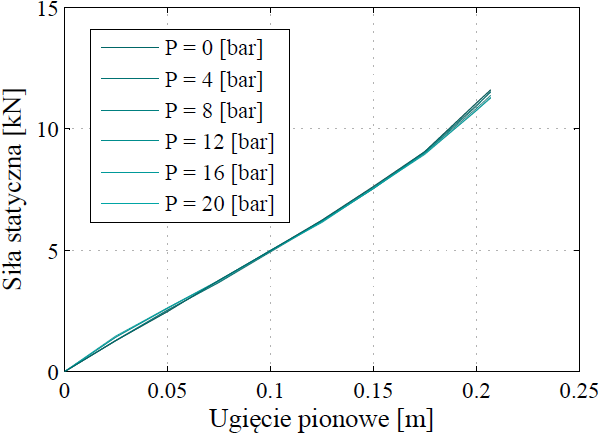 15
10
5
0
Siła statyczna [kN]
P = 0 [bar]
P = 4 [bar]
P = 8 [bar]
P = 12 [bar]
P = 16 [bar]
P = 20 [bar]
0 0.05 0.1 0.15 0.2 0.25
Ugięcie pionowe [m]